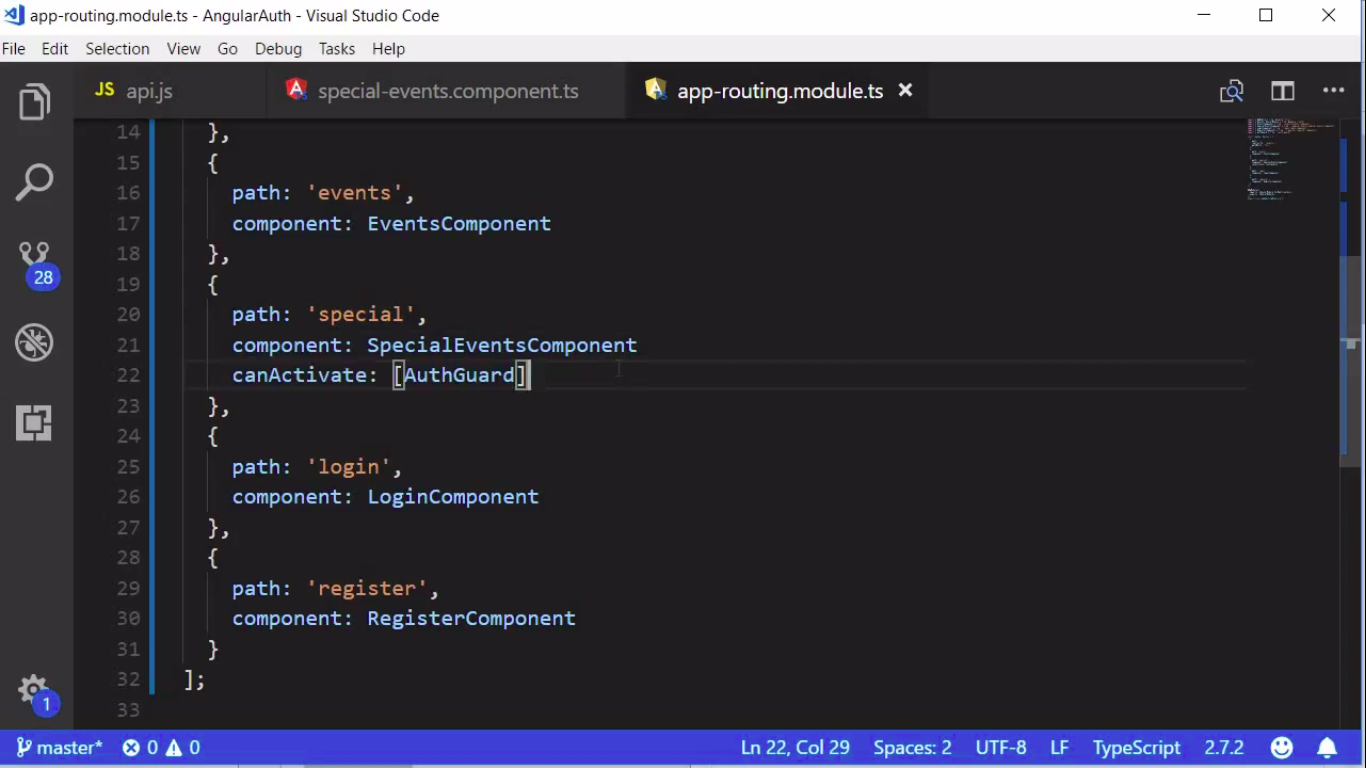 app-routing.module.ts - AngularAuth - Visual Studio Code
File Edit Selection View Go Debug Tasks Help
JS api.js special-events.component.ts app-routing.module.ts
14 },
15 {
16 path: 'events',
17 component: EventsComponent
18 },
19 {
20 path: 'special',
21 component: SpecialEventsComponent
22 canActivate: [AuthGuard]
23 },
24 {
25 path: 'login',
26 component: LoginComponent
27 },
28 {
29 path: 'register',
30 component: RegisterComponent
31 }
32 ];
33
28
1
master* 0 0 Ln 22, Col 29 Spaces: 2 UTF-8 LF TypeScript 2.7.2